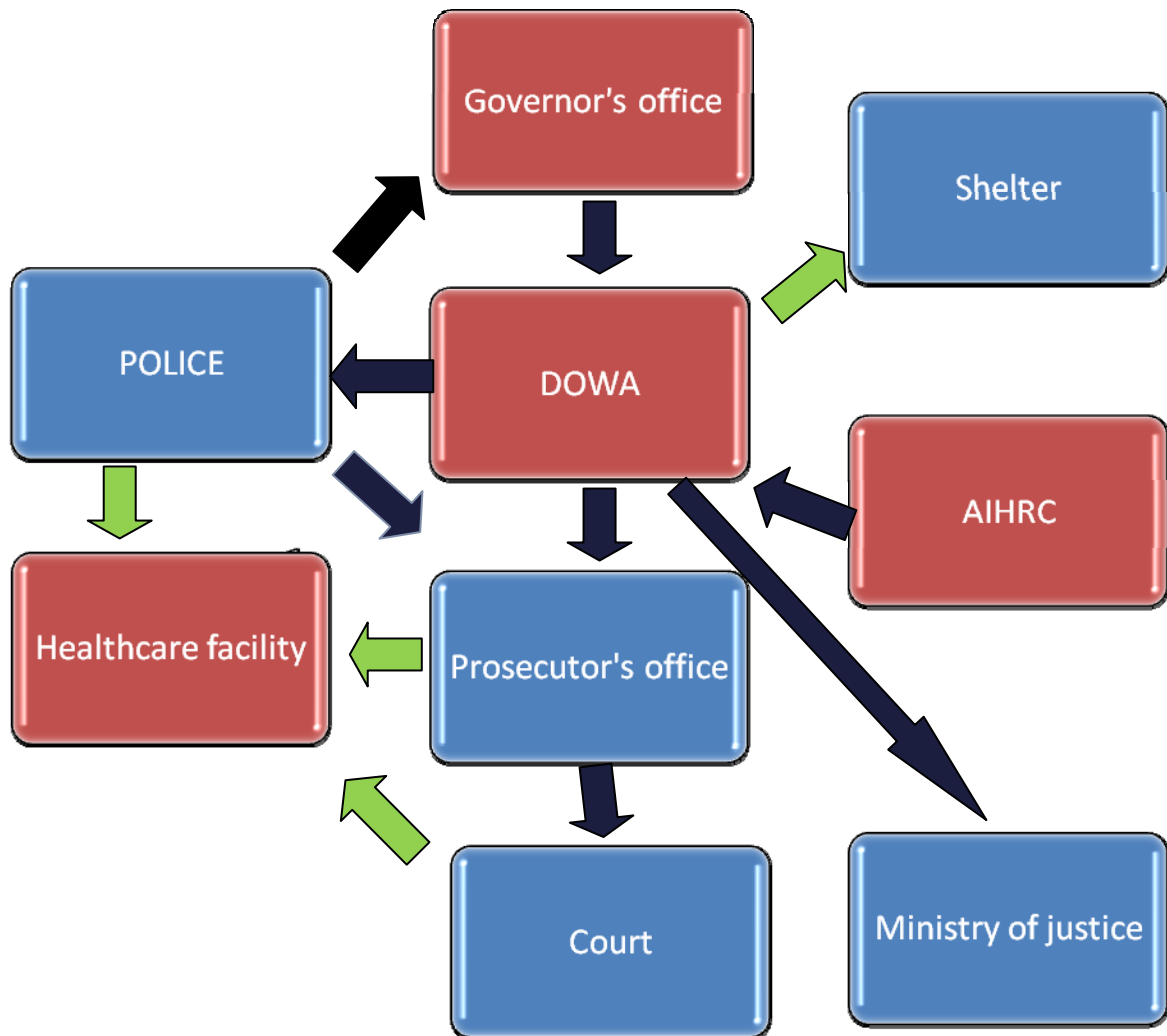 Governor's office
Shelter
POLICE
DOWA
AIHRC
Healthcare facility
Prosecutor's office
Court
Ministry of justice